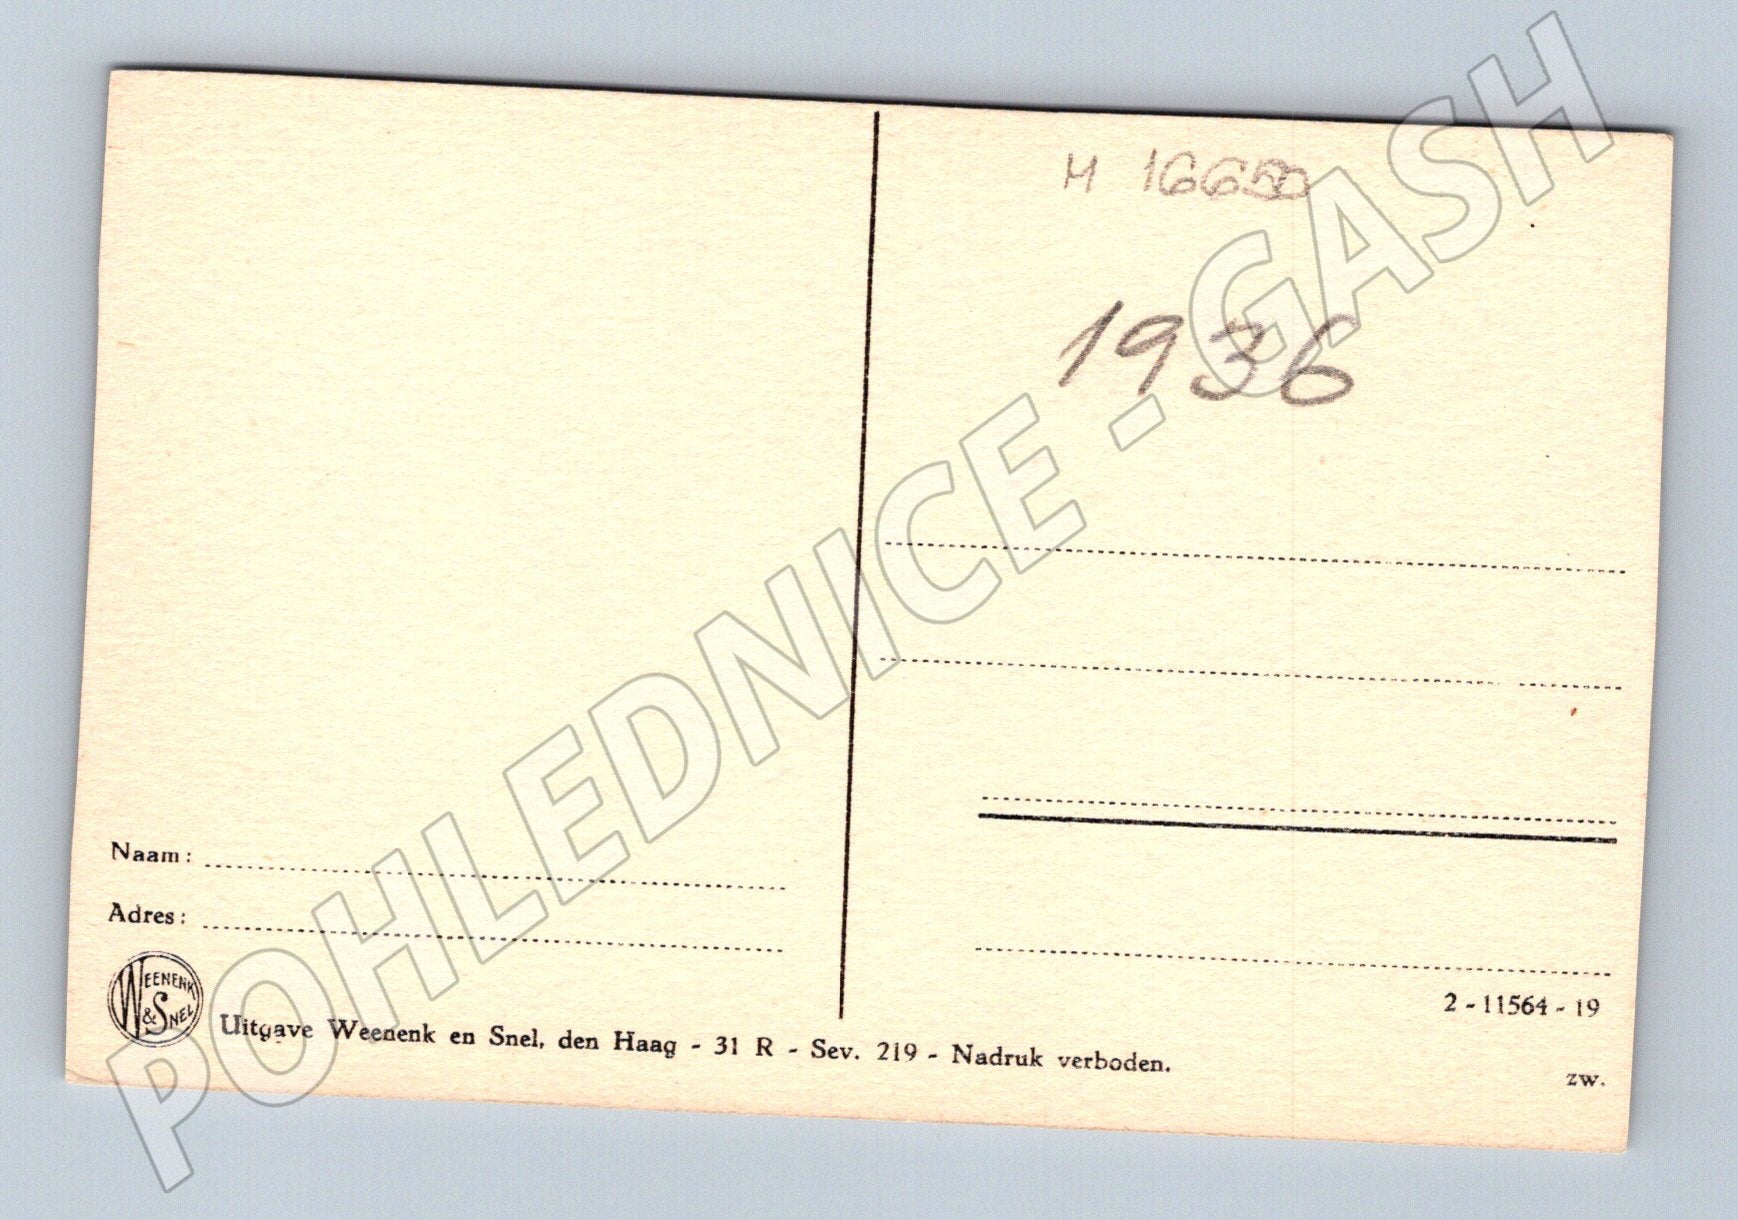 M 16650
1936
Naam:
Adres:
WEENENK & SNEL
Uitgave Weenenk en Snel, den Haag - 31 R - Sev. 219 - Nadruk verboden.
2 - 11564 - 19
zw.
POHLEDNICE - GASH